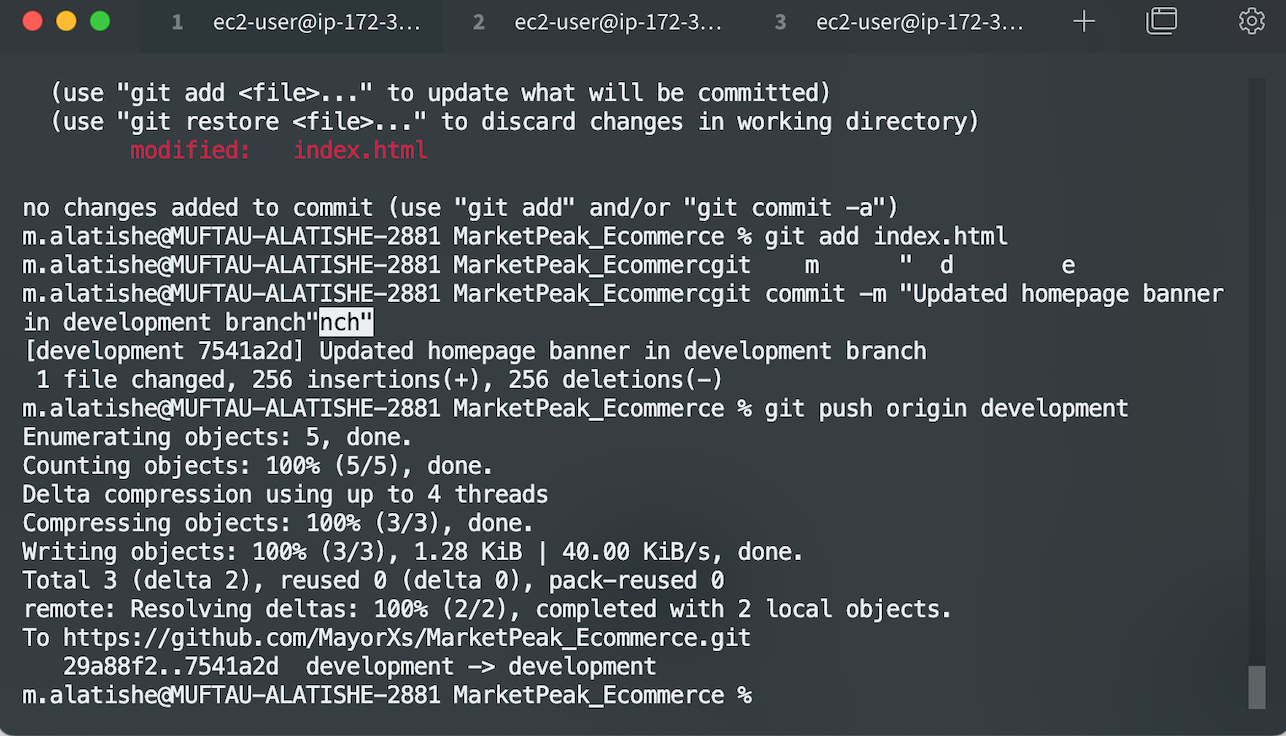 1 ec2-user@ip-172-3... 2 ec2-user@ip-172-3... 3 ec2-user@ip-172-3...
(use "git add <file>..." to update what will be committed)
(use "git restore <file>..." to discard changes in working directory)
modified: index.html
no changes added to commit (use "git add" and/or "git commit -a")
m.alatishe@MUFTAU-ALATISHE-2881 MarketPeak_Ecommerce % git add index.html
m.alatishe@MUFTAU-ALATISHE-2881 MarketPeak_Ecommercgit m " d e
m.alatishe@MUFTAU-ALATISHE-2881 MarketPeak_Ecommercgit commit -m "Updated homepage banner
in development branch"nch"
[development 7541a2d] Updated homepage banner in development branch
1 file changed, 256 insertions(+), 256 deletions(-)
m.alatishe@MUFTAU-ALATISHE-2881 MarketPeak_Ecommerce % git push origin development
Enumerating objects: 5, done.
Counting objects: 100% (5/5), done.
Delta compression using up to 4 threads
Compressing objects: 100% (3/3), done.
Writing objects: 100% (3/3), 1.28 KiB | 40.00 KiB/s, done.
Total 3 (delta 2), reused 0 (delta 0), pack-reused 0
remote: Resolving deltas: 100% (2/2), completed with 2 local objects.
To https://github.com/MayorXs/MarketPeak_Ecommerce.git
29a88f2..7541a2d development -> development
m.alatishe@MUFTAU-ALATISHE-2881 MarketPeak_Ecommerce %